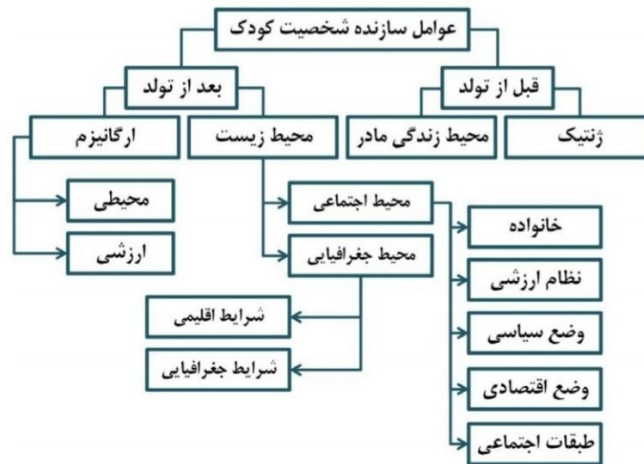 عوامل سازنده شخصیت کودک
قبل از تولد
بعد از تولد
ژنتیک
محیط زندگی مادر
محیط زیست
ارگانیزم
محیط اجتماعی
محیط جغرافیایی
محیطی
ارزشی
خانواده
نظام ارزشی
وضع سیاسی
وضع اقتصادی
طبقات اجتماعی
شرایط اقلیمی
شرایط جغرافیایی